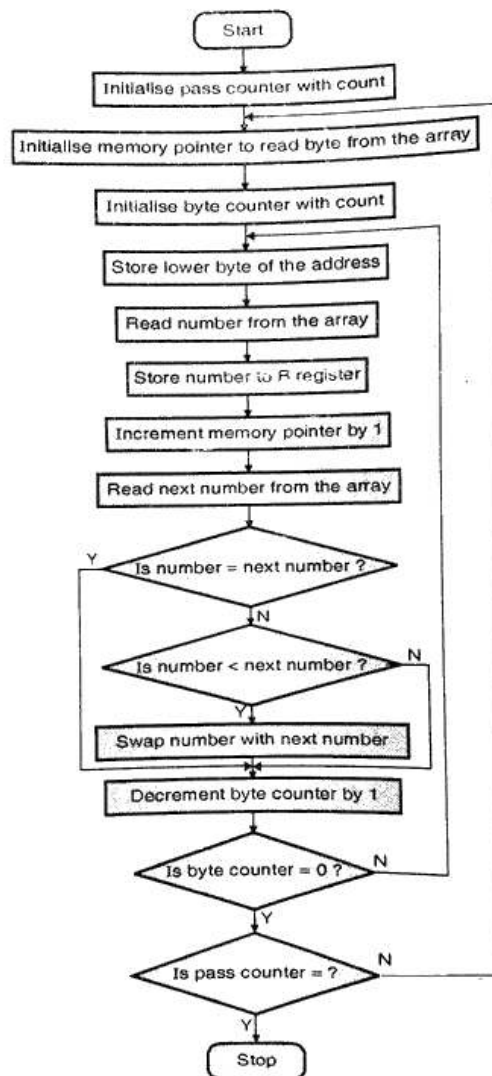 Start
Initialise pass counter with count
Initialise memory pointer to read byte from the array
Initialise byte counter with count
Store lower byte of the address
Read number from the array
Store number to B register
Increment memory pointer by 1
Read next number from the array
Y
Is number = next number ?
N
Is number < next number ?
N
Y
Swap number with next number
Decrement byte counter by 1
Is byte counter = 0 ?
N
Y
Is pass counter = ?
N
Y
Stop